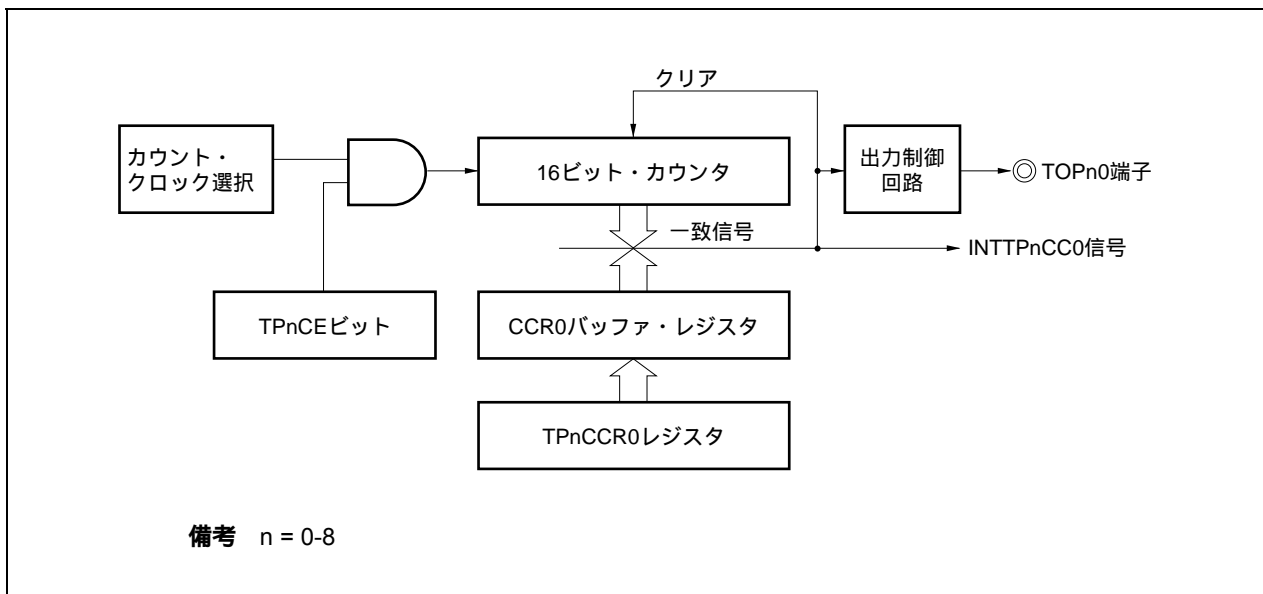 クリア
カウント・
クロック選択
16ビット・カウンタ
出力制御
回路
TOPn0端子
一致信号
INTTPnCC0信号
TPnCEビット
CCR0バッファ・レジスタ
TPnCCR0レジスタ
備考 n = 0-8